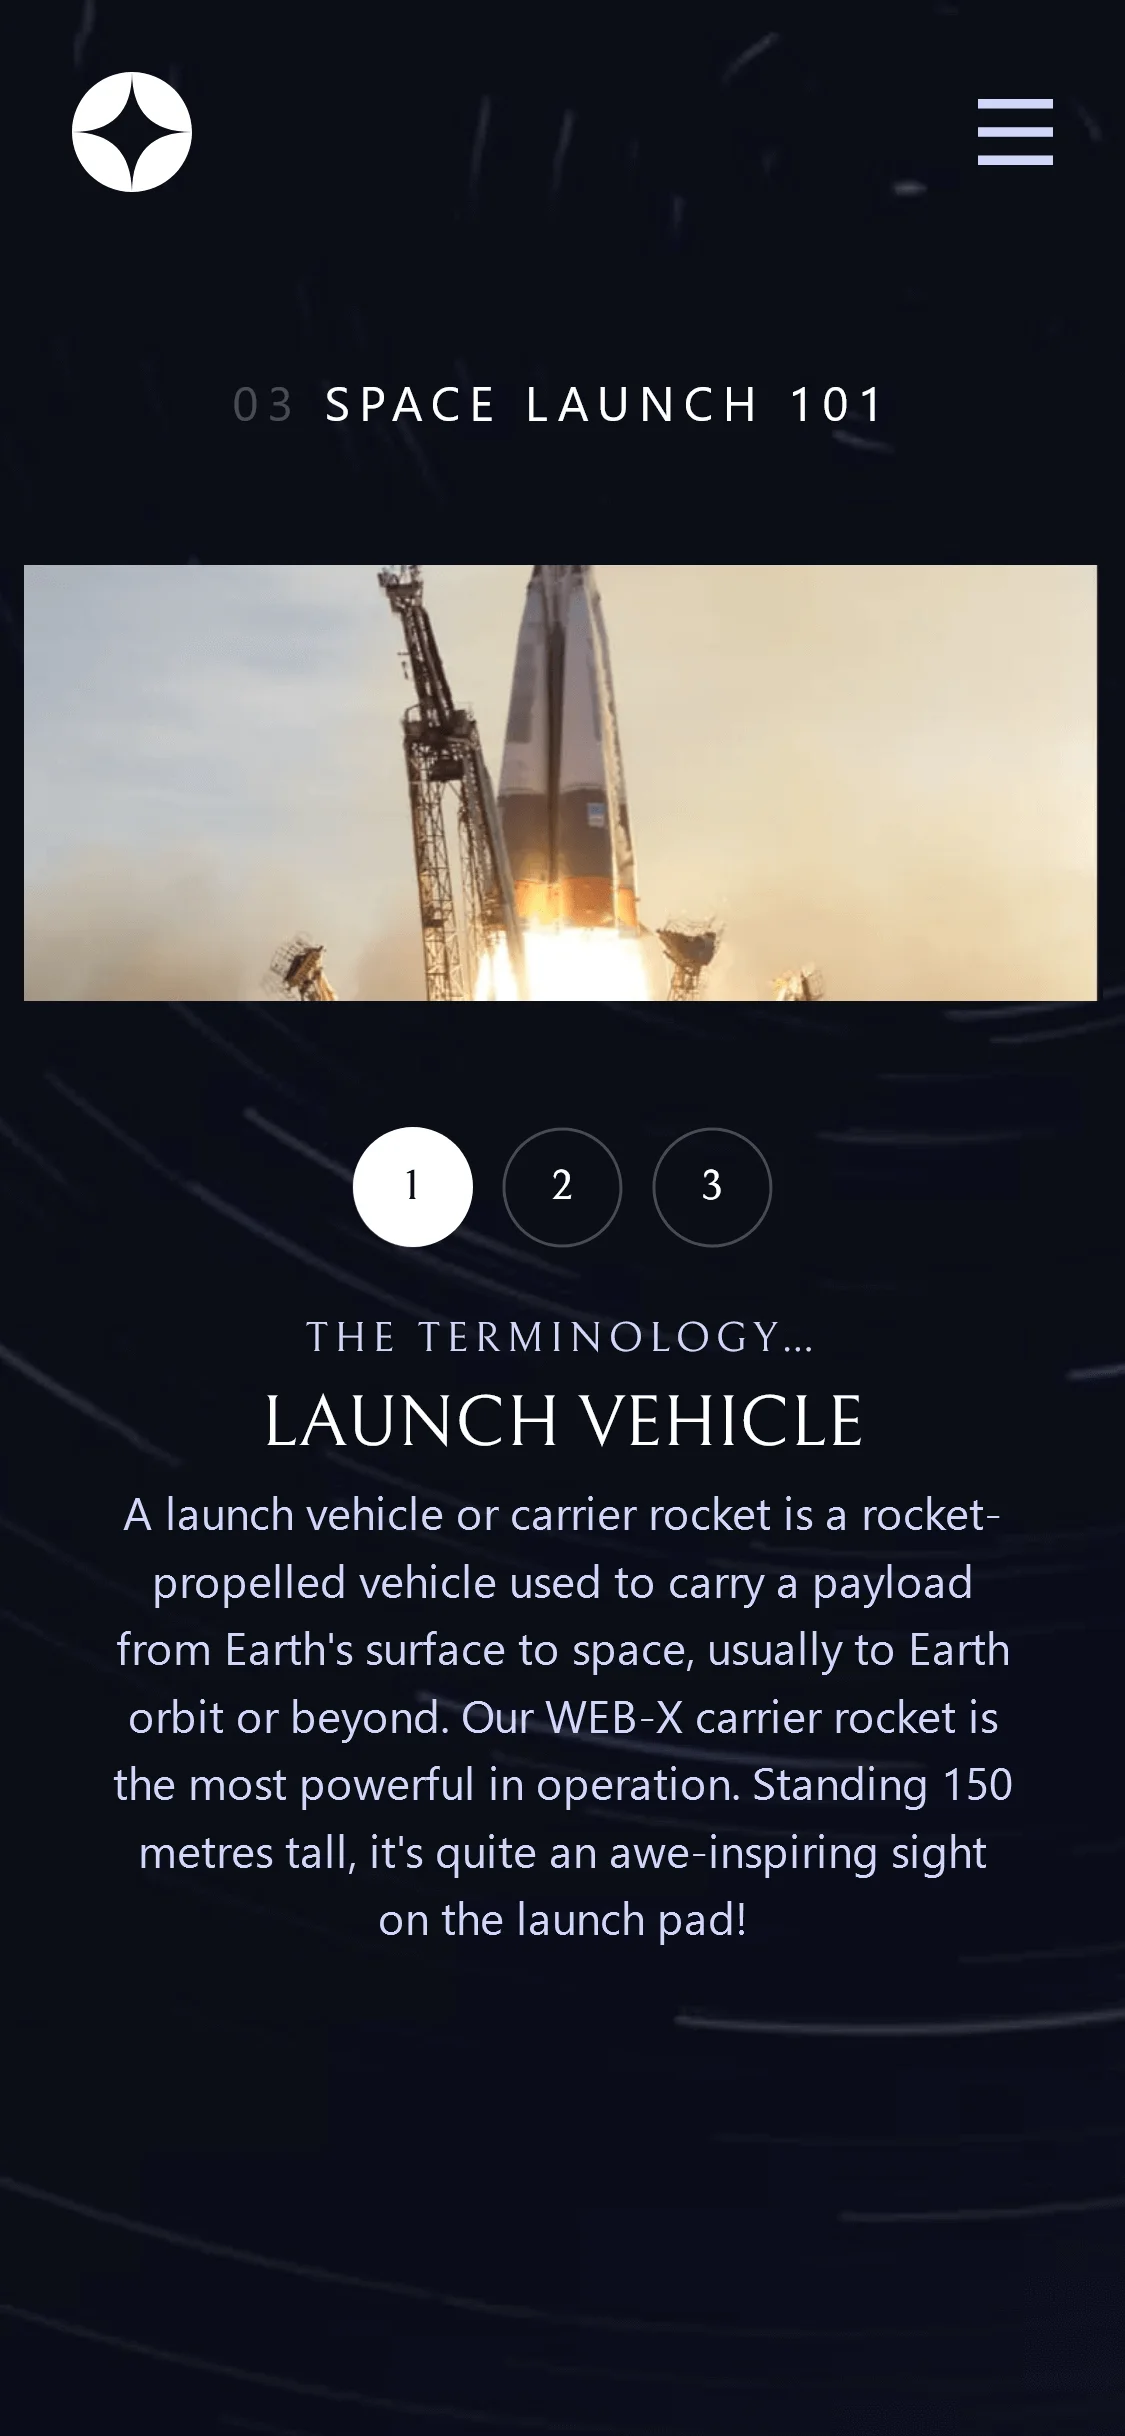 03 SPACE LAUNCH 101
1 2 3
THE TERMINOLOGY...
LAUNCH VEHICLE
A launch vehicle or carrier rocket is a rocket-
propelled vehicle used to carry a payload
from Earth's surface to space, usually to Earth
orbit or beyond. Our WEB-X carrier rocket is
the most powerful in operation. Standing 150
metres tall, it's quite an awe-inspiring sight
on the launch pad!